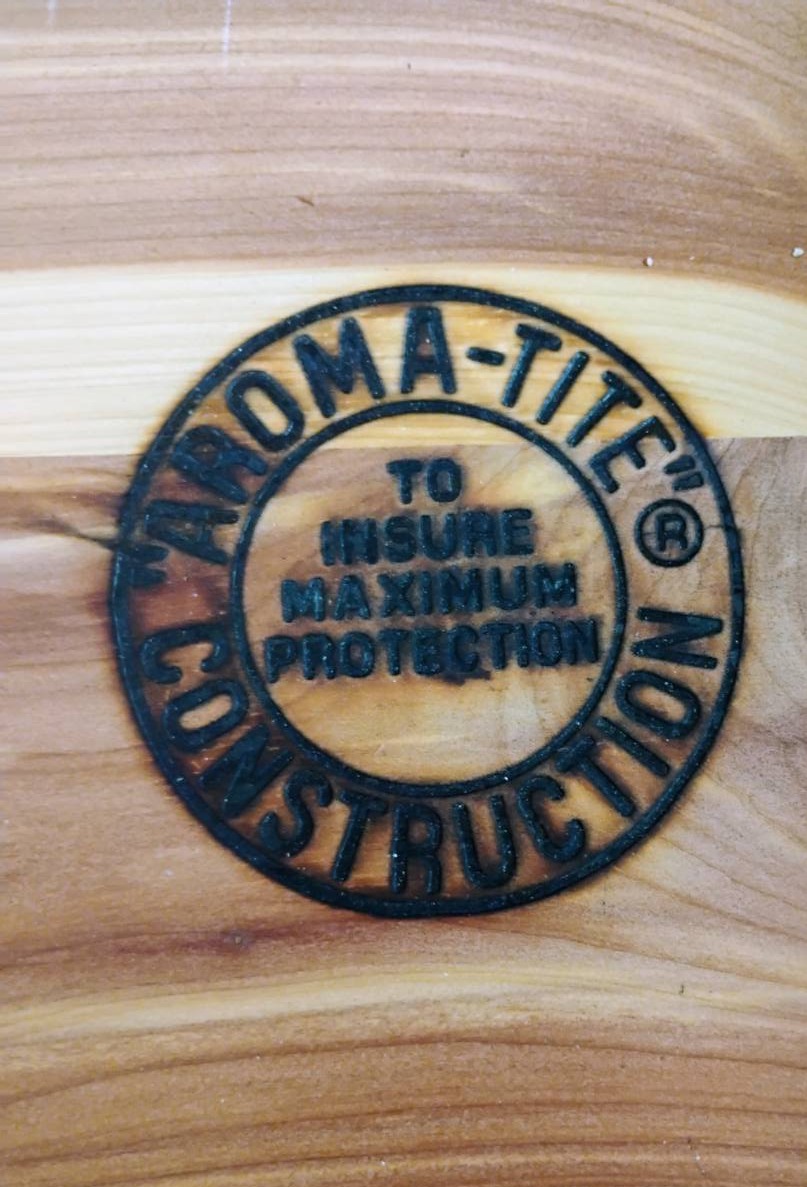 "AROMA-TITE"®
TO
INSURE
MAXIMUM
PROTECTION
CONSTRUCTION